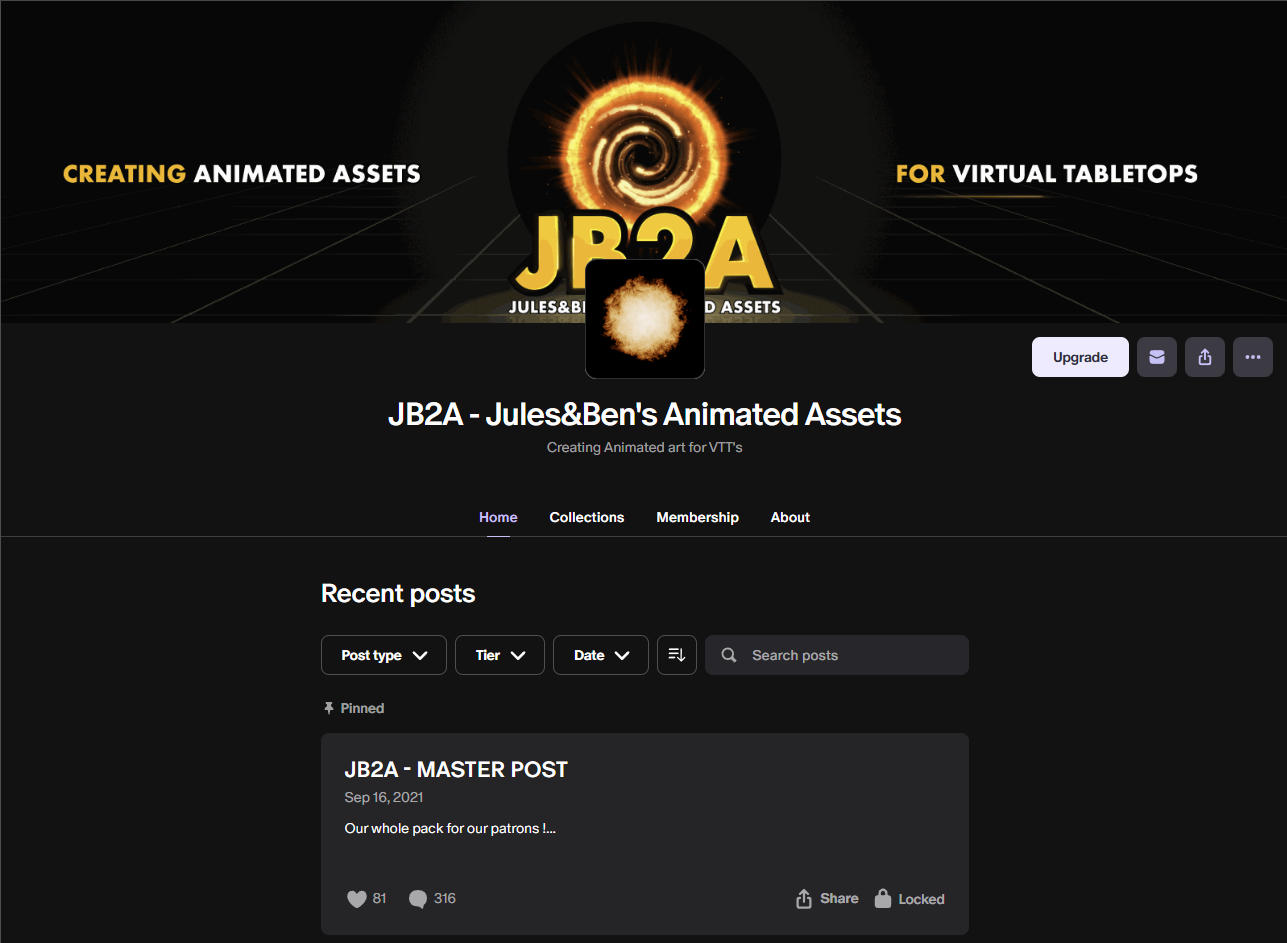 CREATING ANIMATED ASSETS
FOR VIRTUAL TABLETOPS
JB2A
JULES&BE
D ASSETS
Upgrade
JB2A - Jules&Ben's Animated Assets
Creating Animated art for VTT's
Home Collections Membership About
Recent posts
Post type Tier Date Search posts
Pinned
JB2A - MASTER POST
Sep 16, 2021
Our whole pack for our patrons !...
81 316 Share Locked